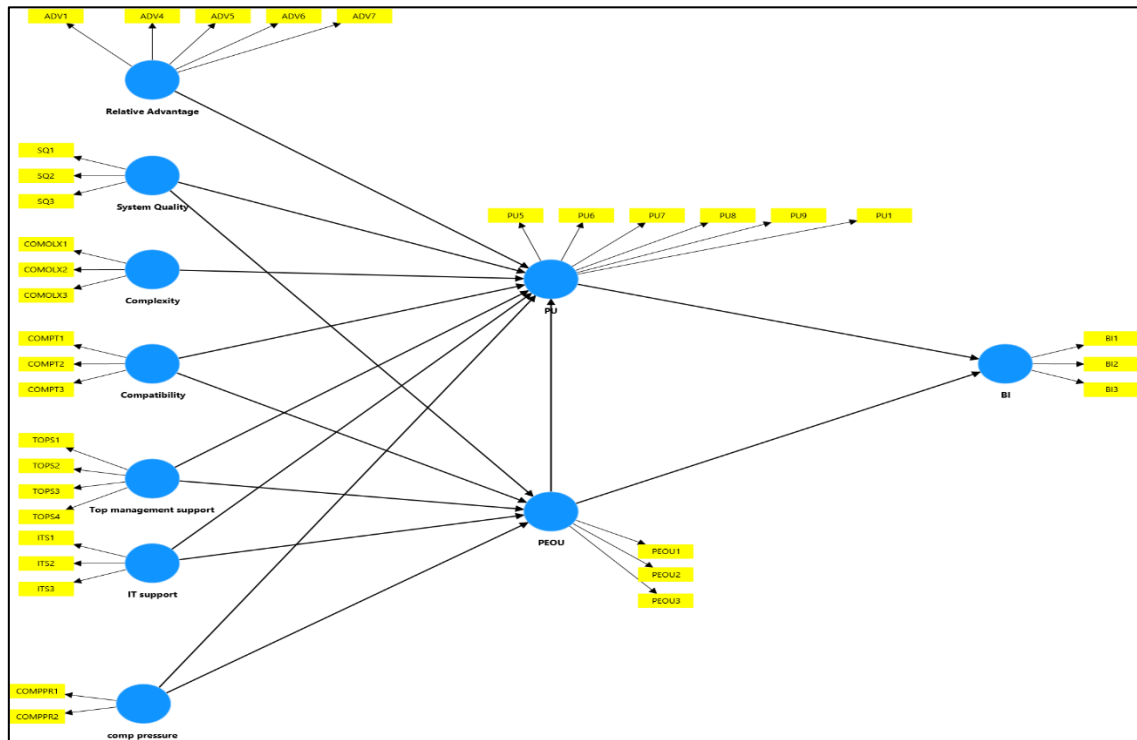 ADV1 ADV4 ADV5 ADV6 ADV7
Relative Advantage
SQ1
SQ2
SQ3
System Quality
COMOLX1
COMOLX2
COMOLX3
Complexity
COMPT1
COMPT2
COMPT3
Compatibility
TOPS1
TOPS2
TOPS3
TOPS4
Top management support
ITS1
ITS2
ITS3
IT support
COMPPR1
COMPPR2
comp pressure
PU5 PU6 PU7 PU8 PU9 PU1
PU
PEOU
PEOU1
PEOU2
PEOU3
BI1
BI2
BI3
BI